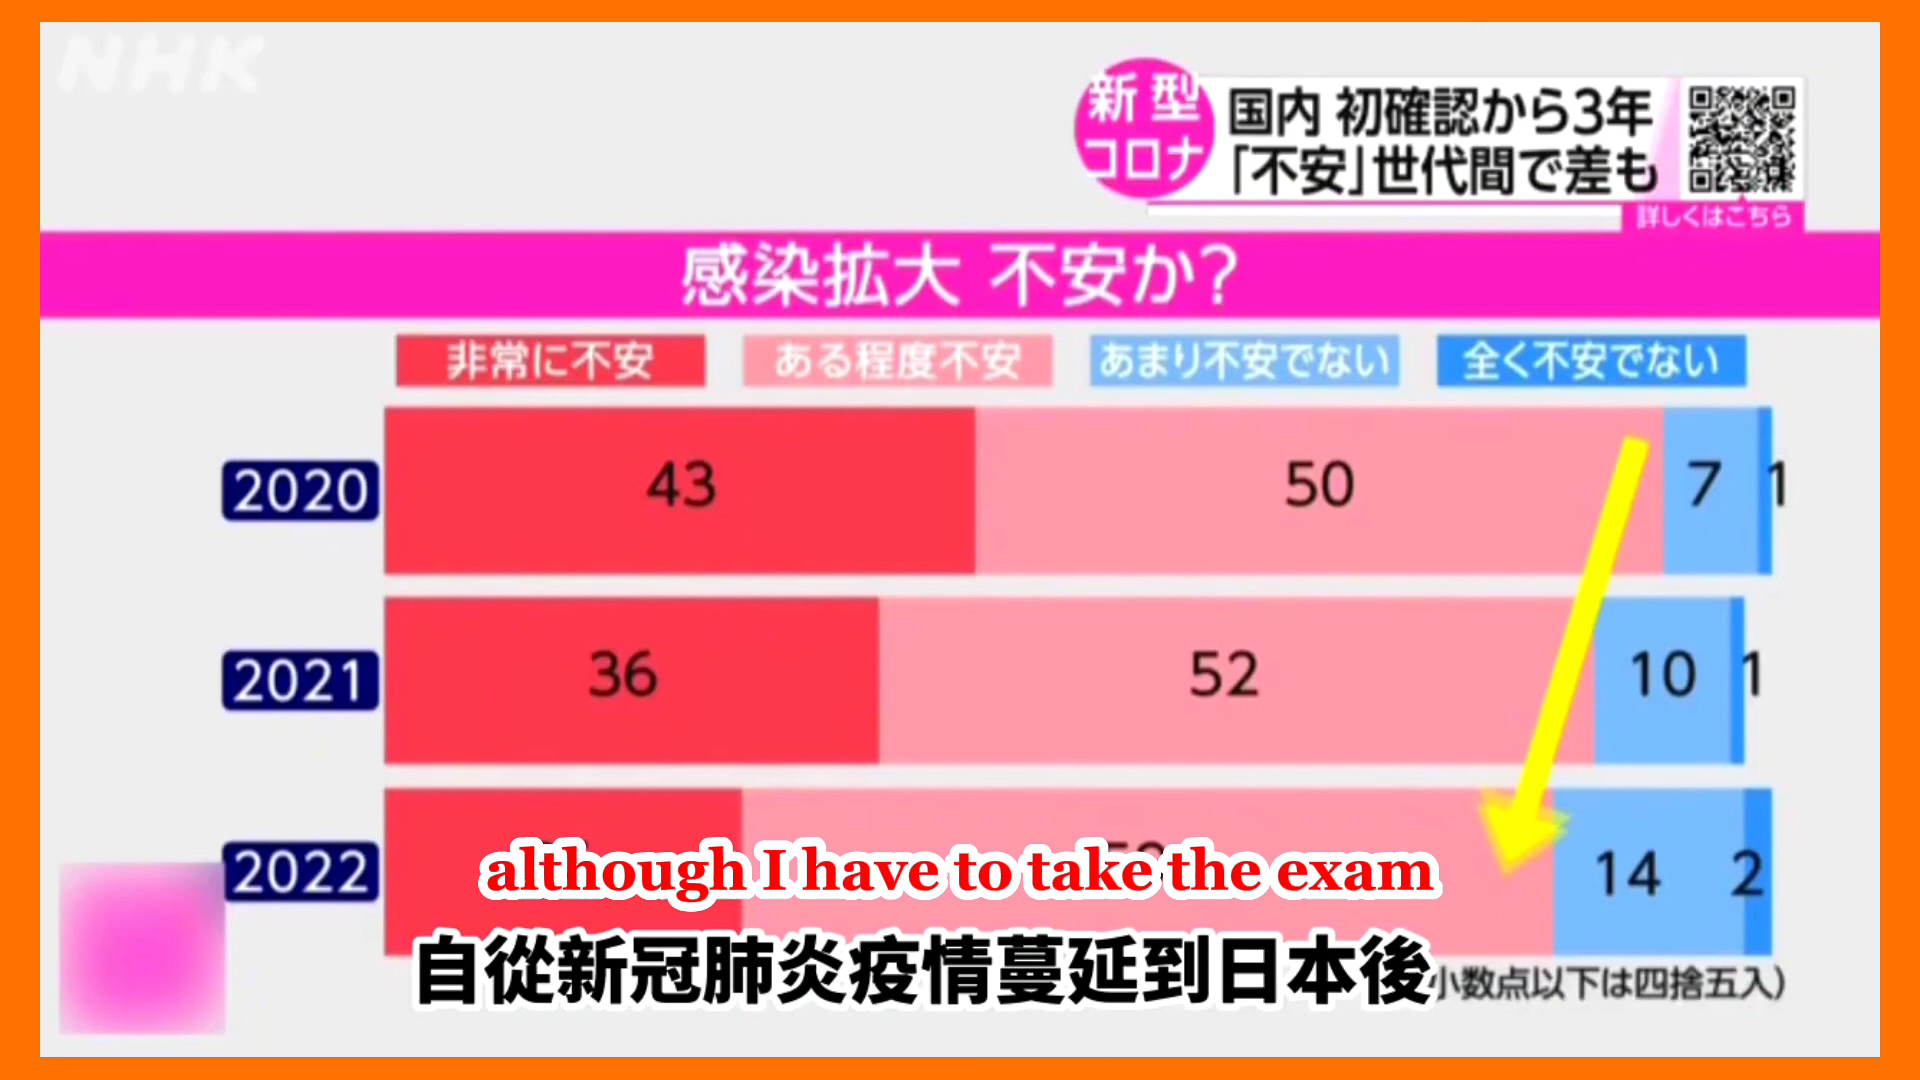 NHK
新型
コロナ
国内 初確認から3年
「不安」世代間で差も
詳しくはこちら
感染拡大 不安か?
非常に不安 ある程度不安 あまり不安でない 全く不安でない
2020 43 50 7 1
2021 36 52 10 1
2022 14 2
although I have to take the exam
自從新冠肺炎疫情蔓延到日本後
小数点以下は四捨五入)